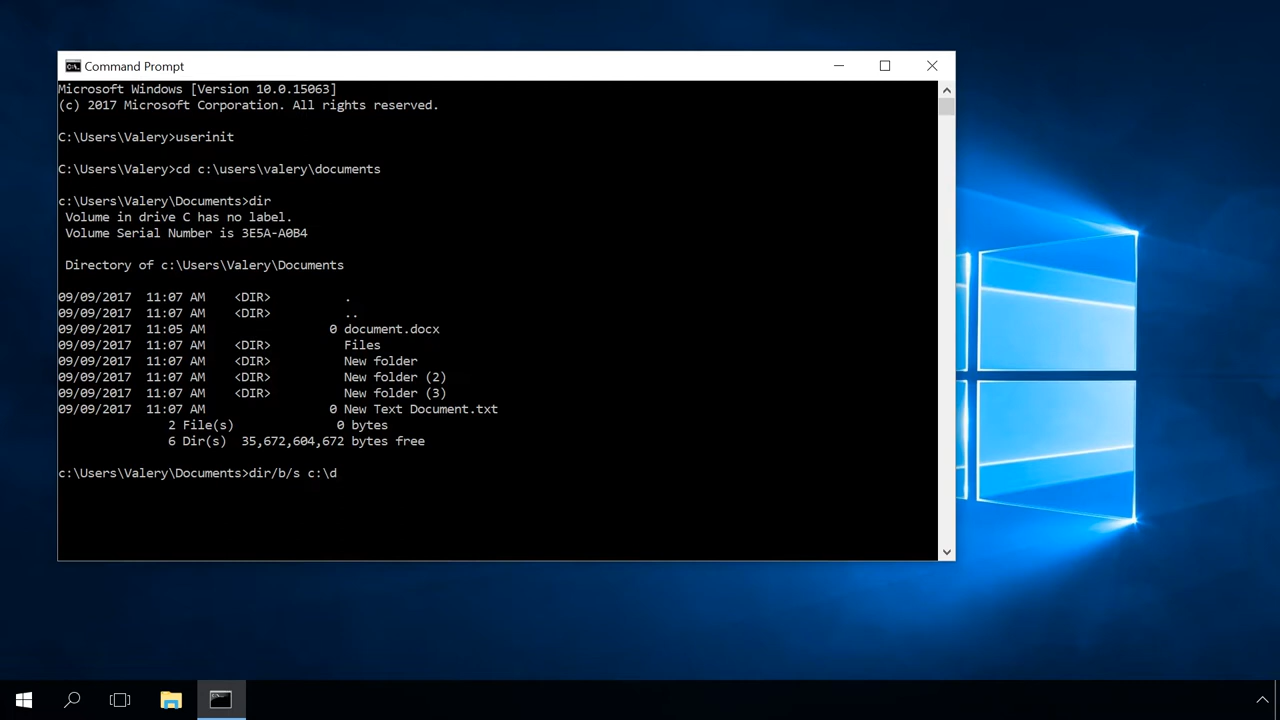 Command Prompt
Microsoft Windows [Version 10.0.15063]
(c) 2017 Microsoft Corporation. All rights reserved.
C:\Users\Valery>userinit
C:\Users\Valery>cd c:\users\valery\documents
c:\Users\Valery\Documents>dir
 Volume in drive C has no label.
 Volume Serial Number is 3E5A-A0B4
 Directory of c:\Users\Valery\Documents
09/09/2017  11:07 AM    <DIR>          .
09/09/2017  11:07 AM    <DIR>          ..
09/09/2017  11:05 AM                 0 document.docx
09/09/2017  11:07 AM    <DIR>          Files
09/09/2017  11:07 AM    <DIR>          New folder
09/09/2017  11:07 AM    <DIR>          New folder (2)
09/09/2017  11:07 AM    <DIR>          New folder (3)
09/09/2017  11:07 AM                 0 New Text Document.txt
               2 File(s)              0 bytes
               6 Dir(s)  35,672,604,672 bytes free
c:\Users\Valery\Documents>dir/b/s c:\d